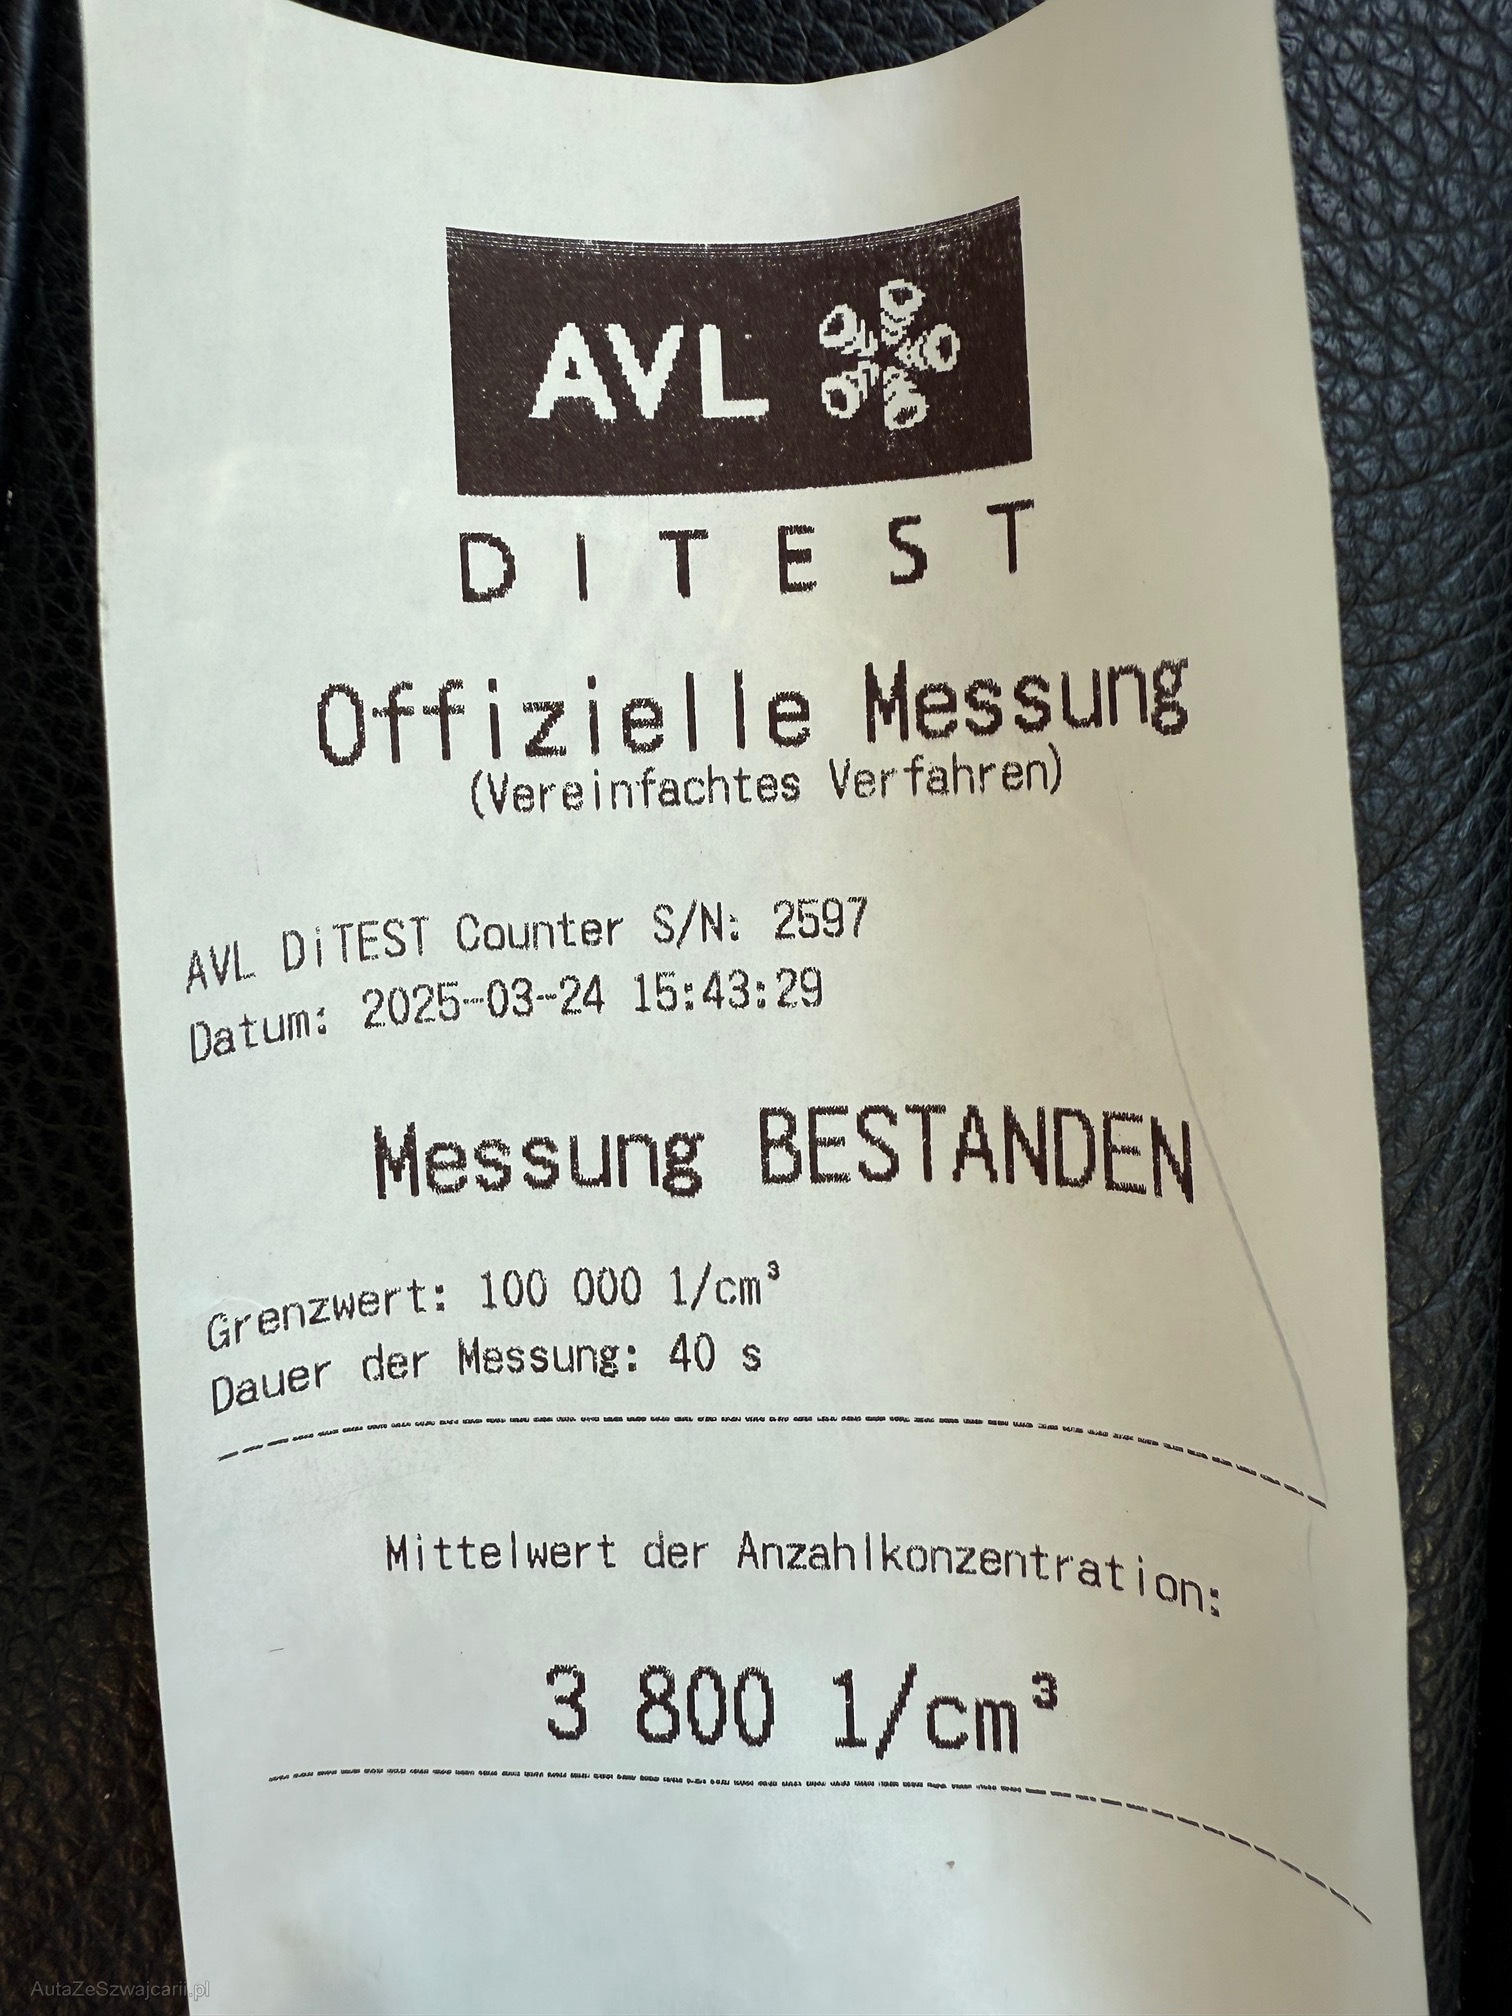 AVL
DITEST
Offizielle Messung
(Vereinfachtes Verfahren)
AVL DiTEST Counter S/N: 2597
Datum: 2025-03-24 15:43:29
Messung BESTANDEN
Grenzwert: 100 000 1/cm³
Dauer der Messung: 40 s
Mittelwert der Anzahlkonzentration:
3 800 1/cm³
AutaZeSzwajcarii.pl